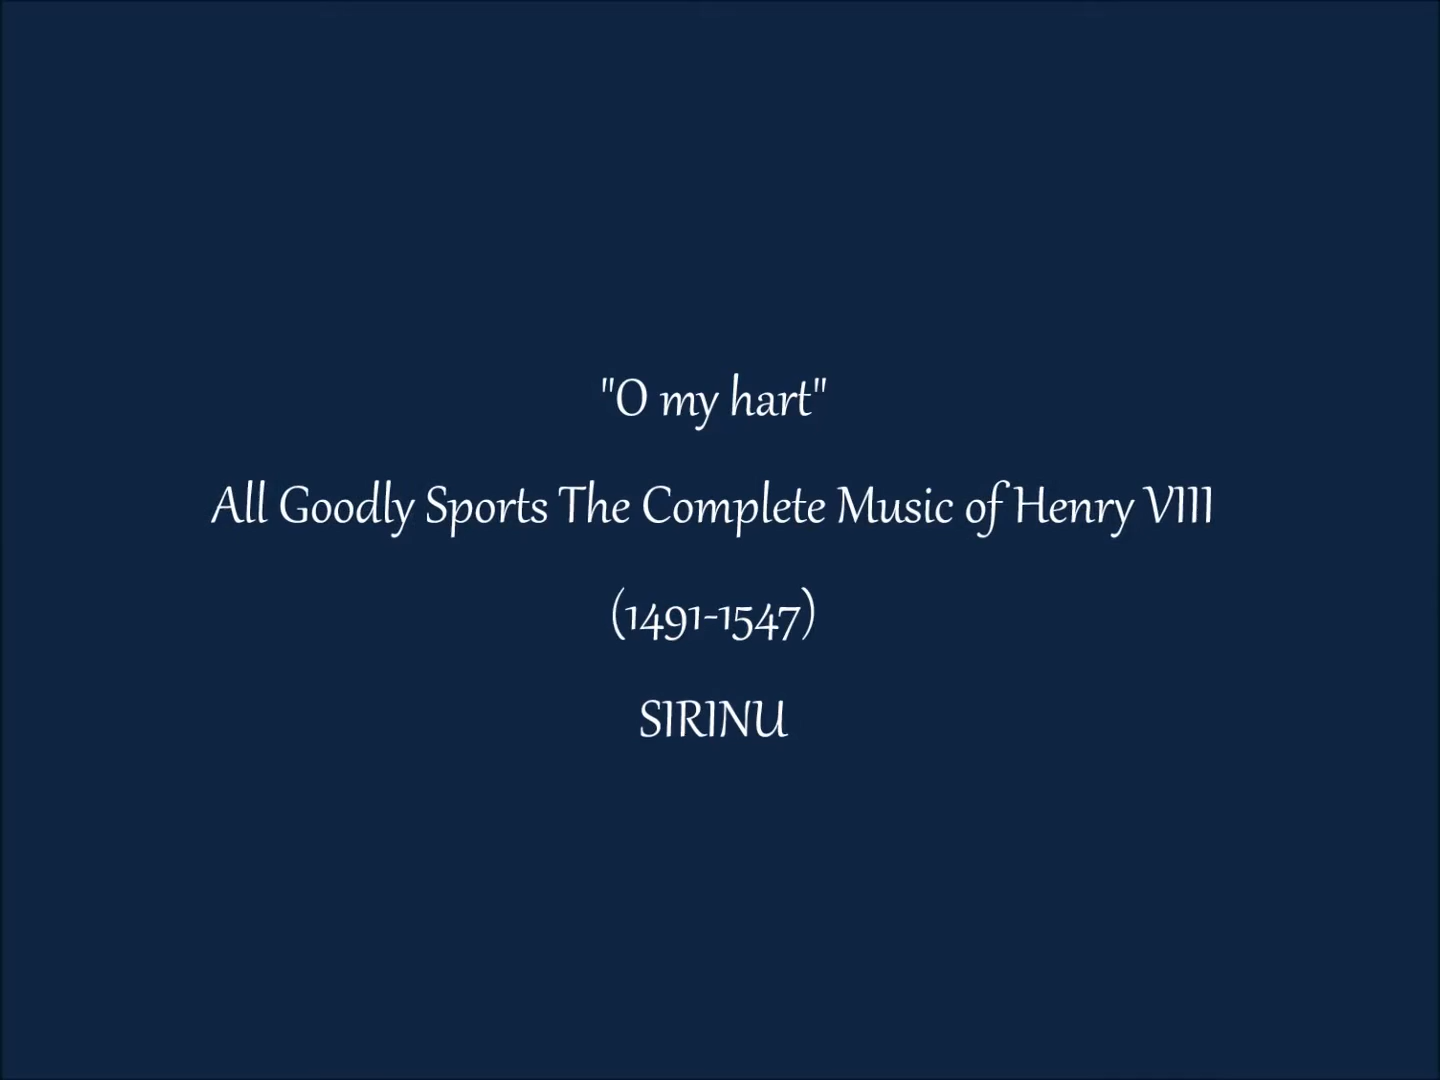 "O my hart"
All Goodly Sports The Complete Music of Henry VIII
(1491-1547)
SIRINU